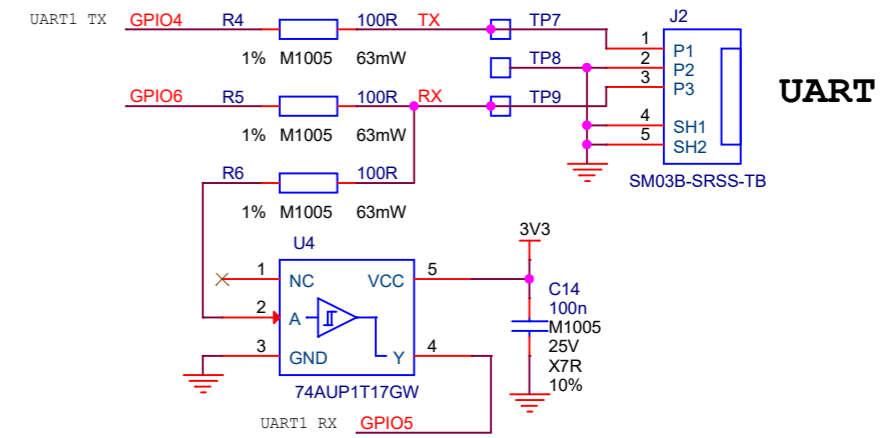 UART1 TX GPIO4 R4 100R TX TP7 J2
1% M1005 63mW TP8 1 P1
2 P2
3 P3
GPIO6 R5 100R RX TP9 UART
1% M1005 63mW 4 SH1
5 SH2
R6 100R SM03B-SRSS-TB
1% M1005 63mW
U4 3V3
1 NC VCC 5
2 A
3 GND Y 4
74AUP1T17GW
C14
100n
M1005
25V
X7R
10%
UART1 RX GPIO5